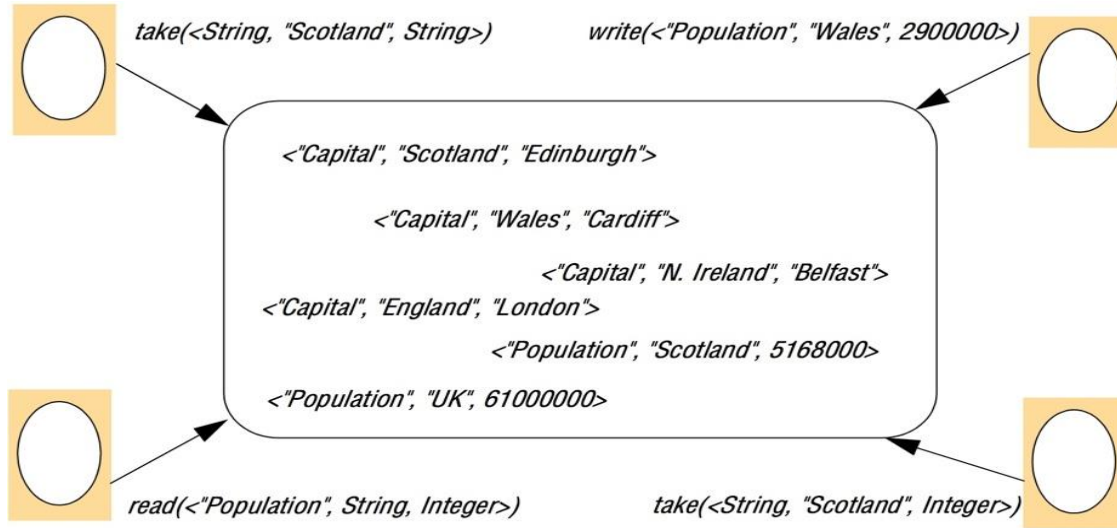 take(<String, "Scotland", String>)
write(<"Population", "Wales", 2900000>)
<"Capital", "Scotland", "Edinburgh">
<"Capital", "Wales", "Cardiff">
<"Capital", "N. Ireland", "Belfast">
<"Capital", "England", "London">
<"Population", "Scotland", 5168000>
<"Population", "UK", 61000000>
read(<"Population", String, Integer>)
take(<String, "Scotland", Integer>)